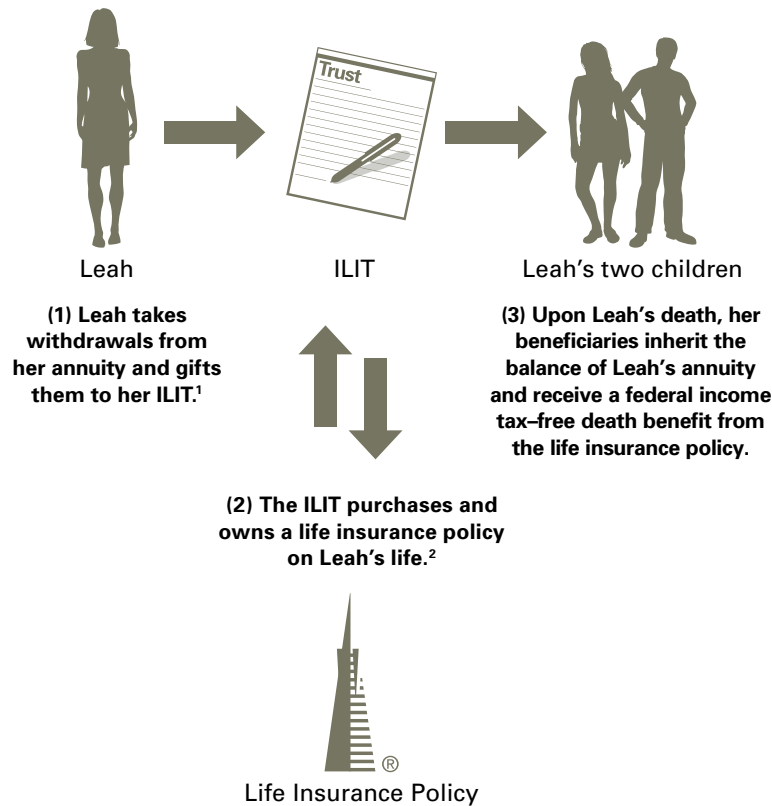 Trust
Leah
ILIT
Leah’s two children
(1) Leah takes
withdrawals from
her annuity and gifts
them to her ILIT.¹
(3) Upon Leah’s death, her
beneficiaries inherit the
balance of Leah’s annuity
and receive a federal income
tax–free death benefit from
the life insurance policy.
(2) The ILIT purchases and
owns a life insurance policy
on Leah’s life.²
®
Life Insurance Policy